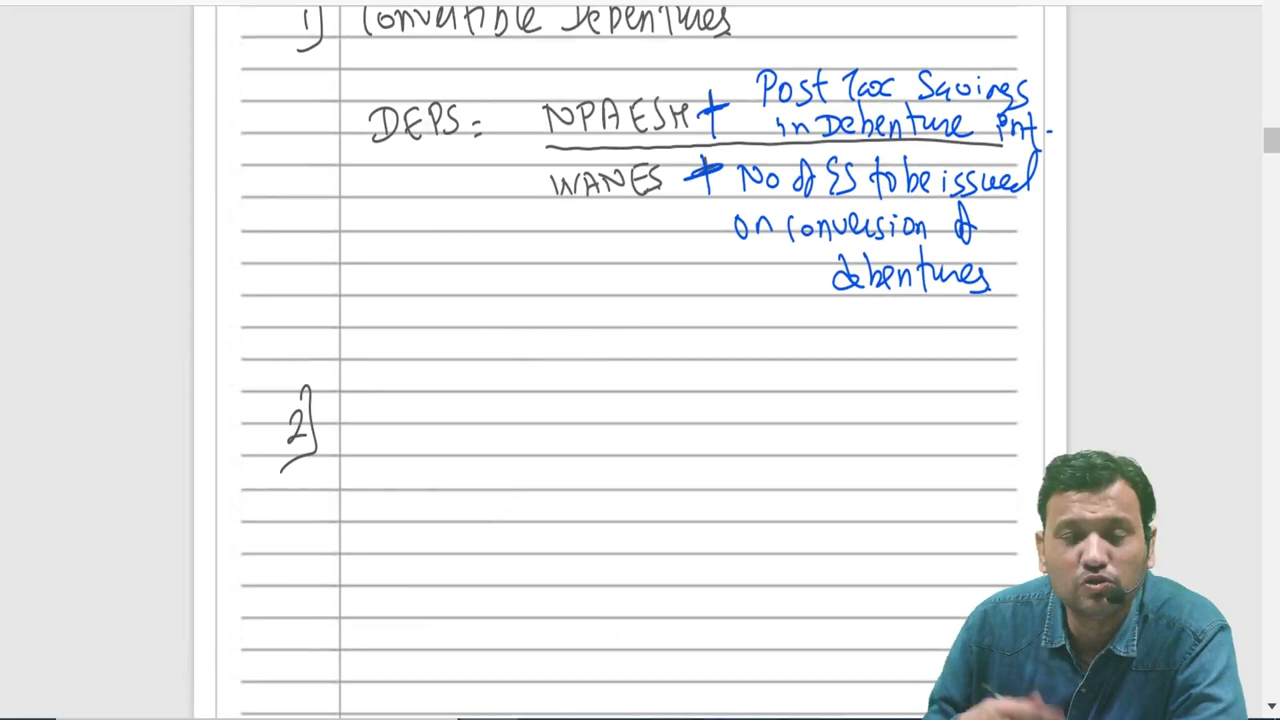 1] Convertible Debentures
DEPS = NPAESH + Post Tax Savings
in Debenture Int.
WANES + No of ES to be issued
on conversion of
debentures
2]